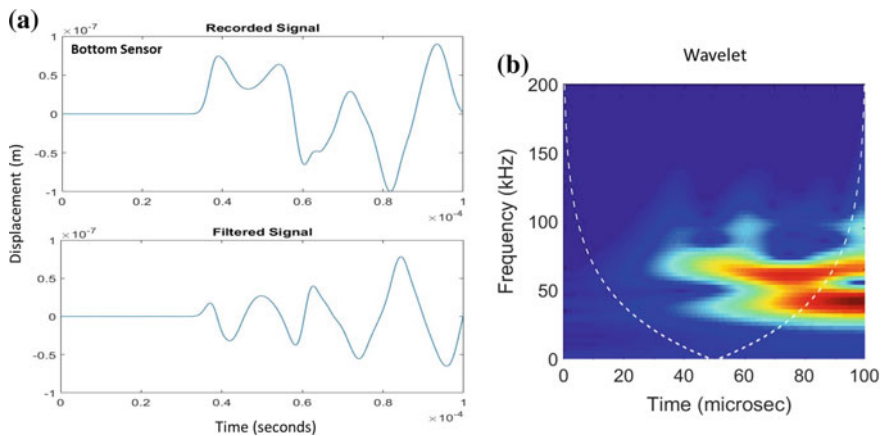 (a)
Recorded Signal
×10-7
Bottom Sensor
1
0.5
0
-0.5
-1
0 0.2 0.4 0.6 0.8 1
×10-4
Displacement (m)
Filtered Signal
×10-7
1
0.5
0
-0.5
-1
0 0.2 0.4 0.6 0.8 1
×10-4
Time (seconds)
(b)
Wavelet
200
150
100
50
0
Frequency (kHz)
0 20 40 60 80 100
Time (microsec)